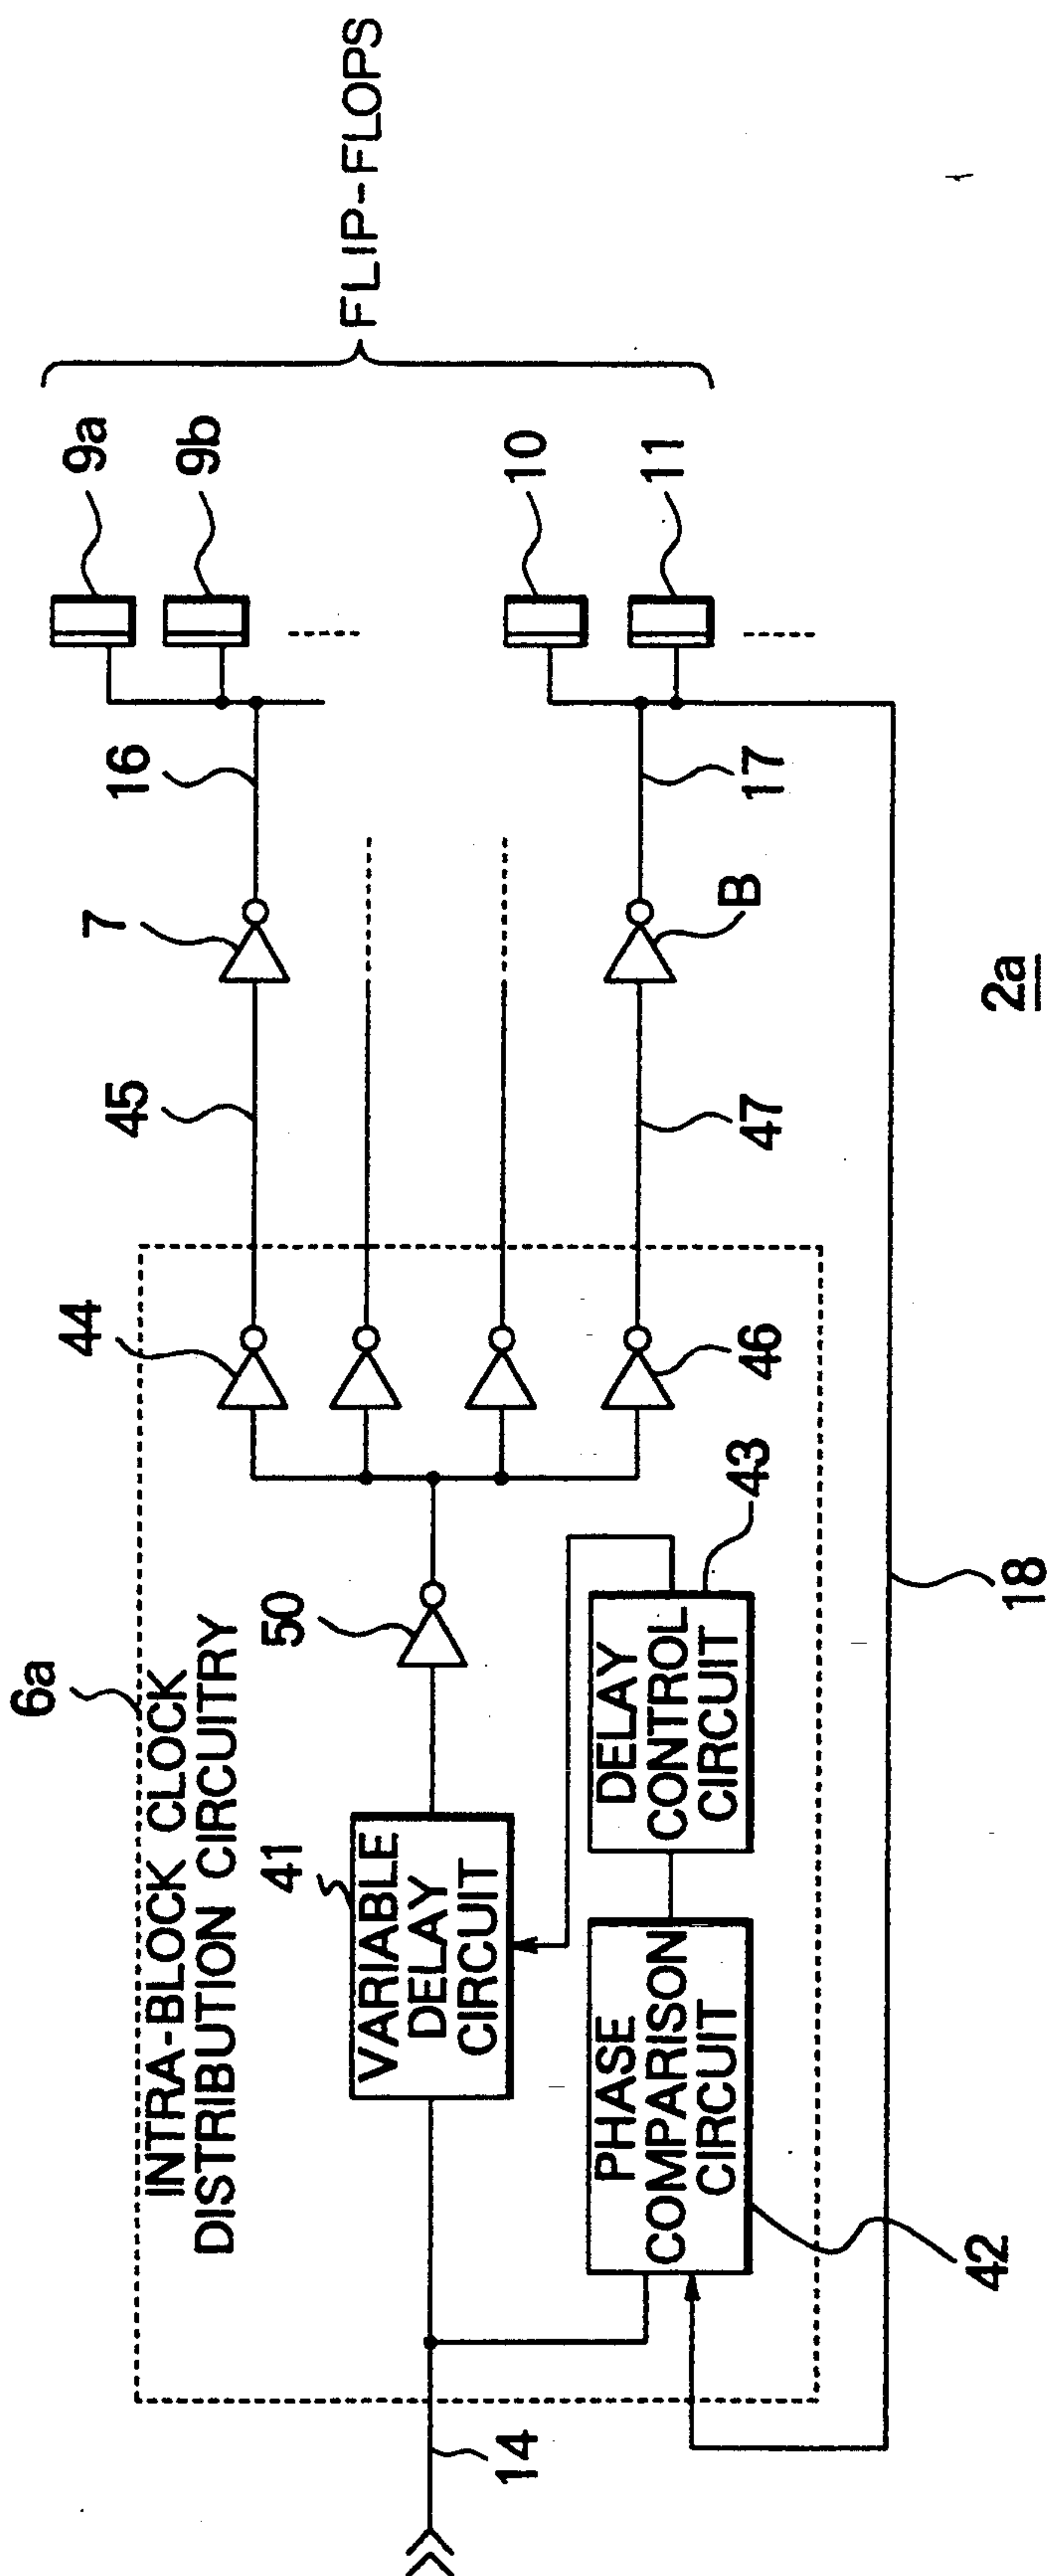 6a
INTRA-BLOCK CLOCK
DISTRIBUTION CIRCUITRY
14
41
VARIABLE
DELAY
CIRCUIT
50
44
45
7
16
9a
9b
FLIP-FLOPS
PHASE
COMPARISON
CIRCUIT
42
DELAY
CONTROL
CIRCUIT
43
46
47
B
17
10
11
18
2a